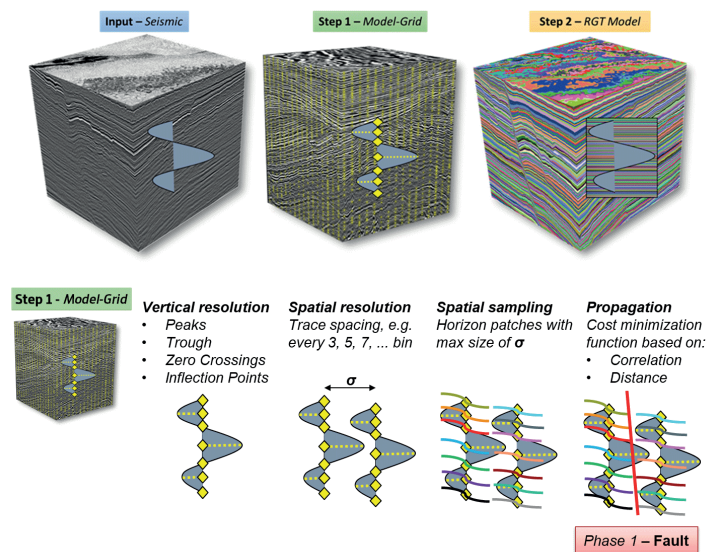 Input – Seismic
Step 1 – Model-Grid
Step 2 – RGT Model
Step 1 - Model-Grid
Vertical resolution
• Peaks
• Trough
• Zero Crossings
• Inflection Points
Spatial resolution
Trace spacing, e.g.
every 3, 5, 7, ... bin
σ
Spatial sampling
Horizon patches with
max size of σ
Propagation
Cost minimization
function based on:
• Correlation
• Distance
Phase 1 – Fault